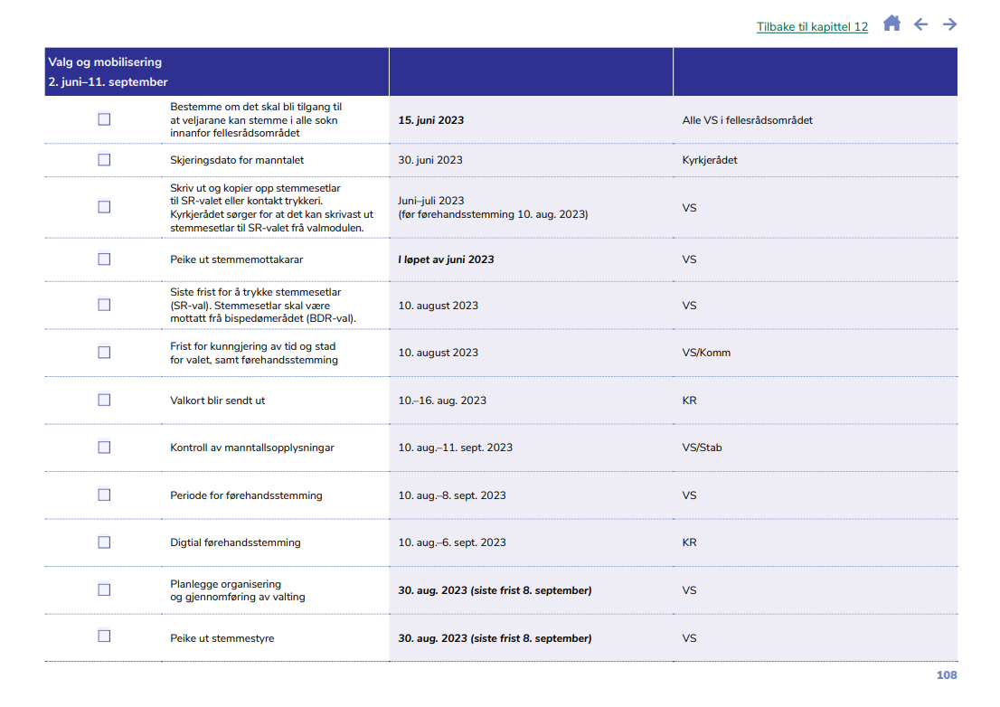 Tilbake til kapittel 12
Valg og mobilisering
2. juni–11. september
Bestemme om det skal bli tilgang til
at veljarane kan stemme i alle sokn
innanfor fellesrådsområdet
15. juni 2023
Alle VS i fellesrådsområdet
Skjeringsdato for manntalet
30. juni 2023
Kyrkjerådet
Skriv ut og kopier opp stemmesetlar
til SR-valet eller kontakt trykkeri.
Kyrkjerådet sørger for at det kan skrivast ut
stemmesetlar til SR-valet frå valmodulen.
Juni–juli 2023
(før førehandsstemming 10. aug. 2023)
VS
Peike ut stemmemottakarar
I løpet av juni 2023
VS
Siste frist for å trykke stemmesetlar
(SR-val). Stemmesetlar skal være
mottatt frå bispedømerådet (BDR-val).
10. august 2023
VS
Frist for kunngjering av tid og stad
for valet, samt førehandsstemming
10. august 2023
VS/Komm
Valkort blir sendt ut
10.–16. aug. 2023
KR
Kontroll av manntallsopplysningar
10. aug.–11. sept. 2023
VS/Stab
Periode for førehandsstemming
10. aug.–8. sept. 2023
VS
Digtial førehandsstemming
10. aug.–6. sept. 2023
KR
Planlegge organisering
og gjennomføring av valting
30. aug. 2023 (siste frist 8. september)
VS
Peike ut stemmestyre
30. aug. 2023 (siste frist 8. september)
VS
108